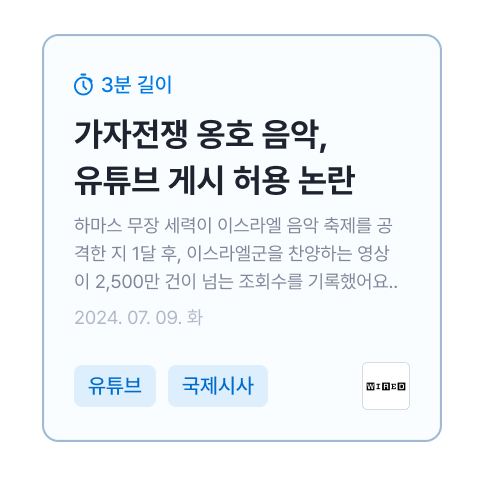 3분 길이
가자전쟁 옹호 음악,
유튜브 게시 허용 논란
하마스 무장 세력이 이스라엘 음악 축제를 공
격한 지 1달 후, 이스라엘군을 찬양하는 영상
이 2,500만 건이 넘는 조회수를 기록했어요..
2024. 07. 09. 화
유튜브 국제시사 WIRED